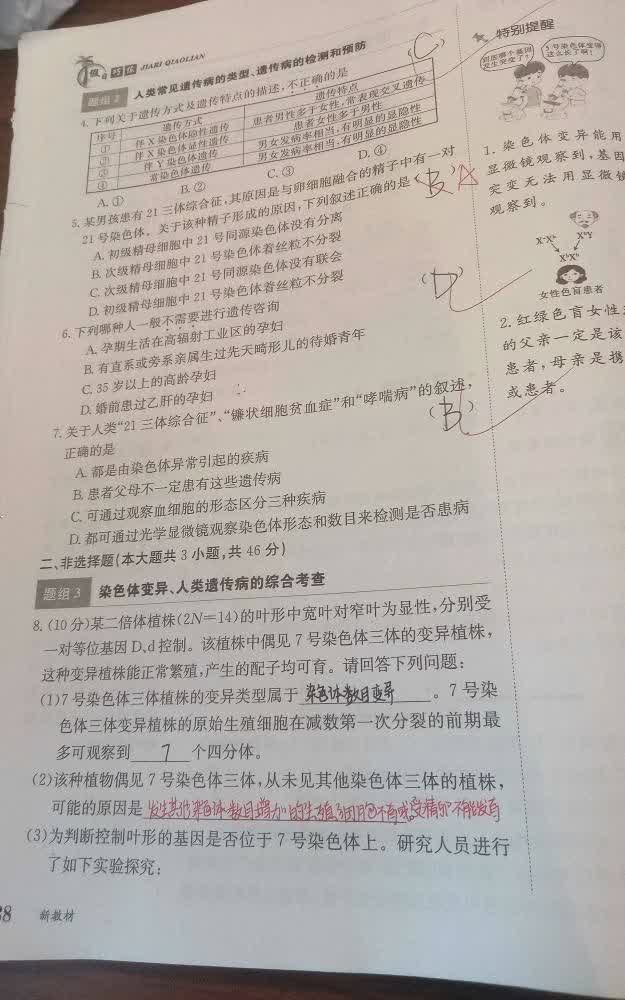 假日巧练 JIARI QIAOLIAN
题组2 人类常见遗传病的类型、遗传病的检测和预防
4. 下列关于遗传方式及遗传特点的描述,不正确的是 (C)
序号 遗传方式 遗传特点
① 伴X染色体隐性遗传 患者男性多于女性,常表现交叉遗传
② 伴X染色体显性遗传 患者女性多于男性
③ 伴Y染色体遗传 男女发病率相当,有明显的显隐性
④ 常染色体遗传 男女发病率相当,有明显的显隐性
A. ① B. ② C. ③ D. ④
5. 某男孩患有21三体综合征,其原因是与卵细胞融合的精子中有一对
21号染色体。关于该种精子形成的原因,下列叙述正确的是 (B) A
A. 初级精母细胞中21号同源染色体没有分离
B. 次级精母细胞中21号染色体着丝粒不分裂
C. 次级精母细胞中21号同源染色体没有联会
D. 初级精母细胞中21号染色体着丝粒不分裂
6. 下列哪种人一般不需要进行遗传咨询 (D)
A. 孕期生活在高辐射工业区的孕妇
B. 有直系或旁系亲属生过先天畸形儿的待婚青年
C. 35岁以上的高龄孕妇
D. 婚前患过乙肝的孕妇
7. 关于人类“21三体综合征”、“镰状细胞贫血症”和“哮喘病”的叙述,
正确的是 (B)
A. 都是由染色体异常引起的疾病
B. 患者父母不一定患有这些遗传病
C. 可通过观察血细胞的形态区分三种疾病
D. 都可通过光学显微镜观察染色体形态和数目来检测是否患病
二、非选择题(本大题共3小题,共46分)
题组3 染色体变异、人类遗传病的综合考查
8. (10分)某二倍体植株(2N=14)的叶形中宽叶对窄叶为显性,分别受
一对等位基因D、d控制。该植株中偶见7号染色体三体的变异植株,
这种变异植株能正常繁殖,产生的配子均可育。请回答下列问题:
(1)7号染色体三体植株的变异类型属于 染色体数目变异 。7号染
色体三体变异植株的原始生殖细胞在减数第一次分裂的前期最
多可观察到 7 个四分体。
(2)该种植物偶见7号染色体三体,从未见其他染色体三体的植株,
可能的原因是 发生其他染色体数目增加的生殖细胞不育或受精卵不能发育
(3)为判断控制叶形的基因是否位于7号染色体上。研究人员进行
了如下实验探究:
38 新教材
特别提醒
到底哪个基因
发生突变了?
5号染色体变得
这么长了啊!
1. 染色体变异能用
显微镜观察到,基因
突变无法用显微镜
观察到。
XᵇXᵇ
XᵇY
女性色盲患者
2. 红绿色盲女性
的父亲一定是该
患者,母亲是携
或患者。